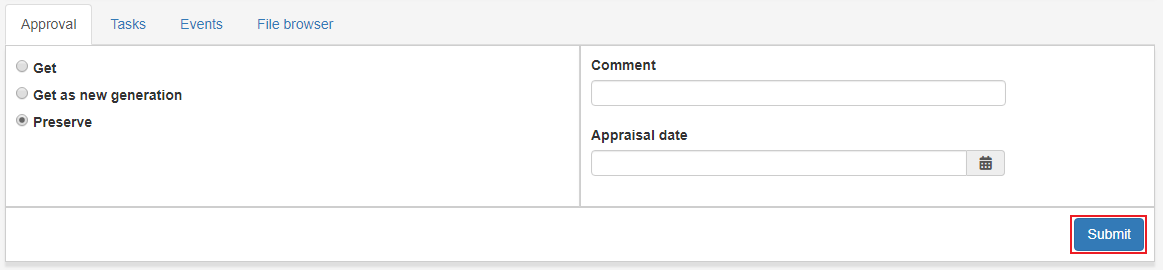 Approval Tasks Events File browser
Get
Get as new generation
Preserve
Comment
Appraisal date
Submit